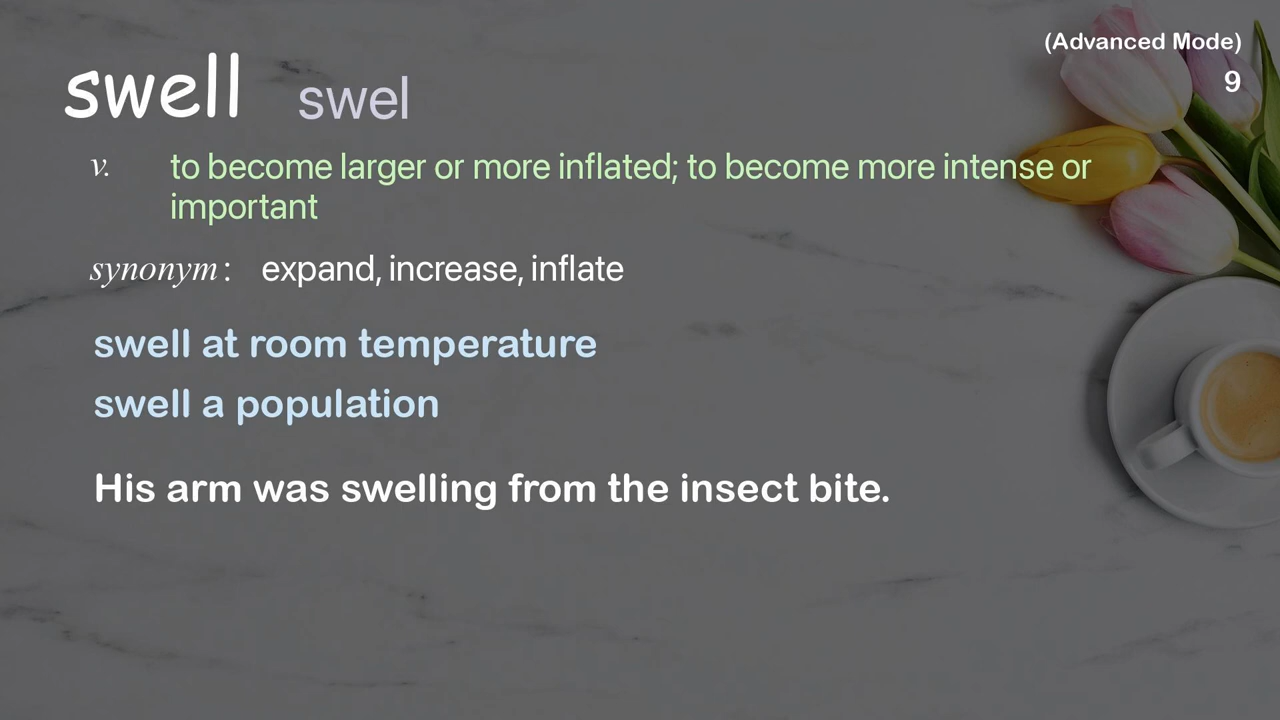 (Advanced Mode)
9
swell swel
v. to become larger or more inflated; to become more intense or
important
synonym: expand, increase, inflate
swell at room temperature
swell a population
His arm was swelling from the insect bite.